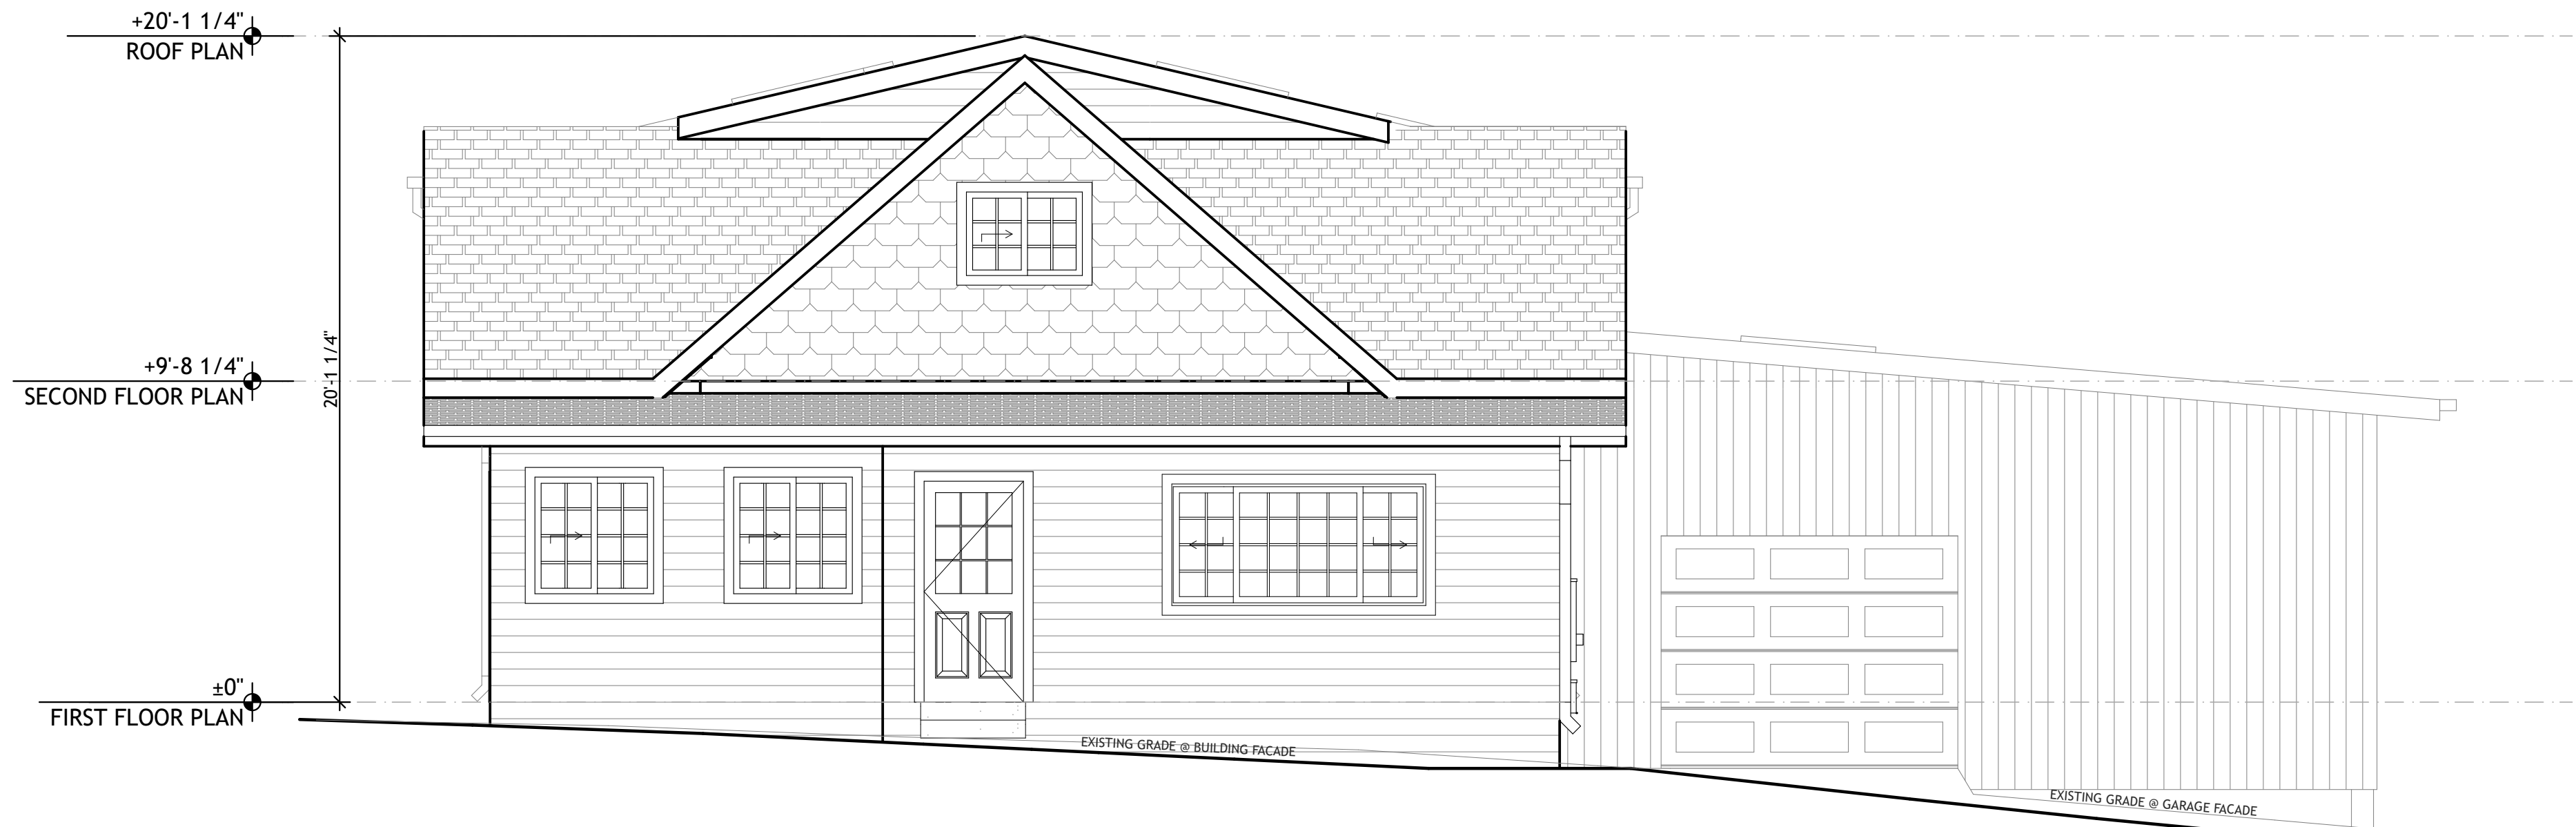 +20'-1 1/4"
ROOF PLAN
20'-1 1/4"
+9'-8 1/4"
SECOND FLOOR PLAN
±0"
FIRST FLOOR PLAN
EXISTING GRADE @ BUILDING FACADE
EXISTING GRADE @ GARAGE FACADE